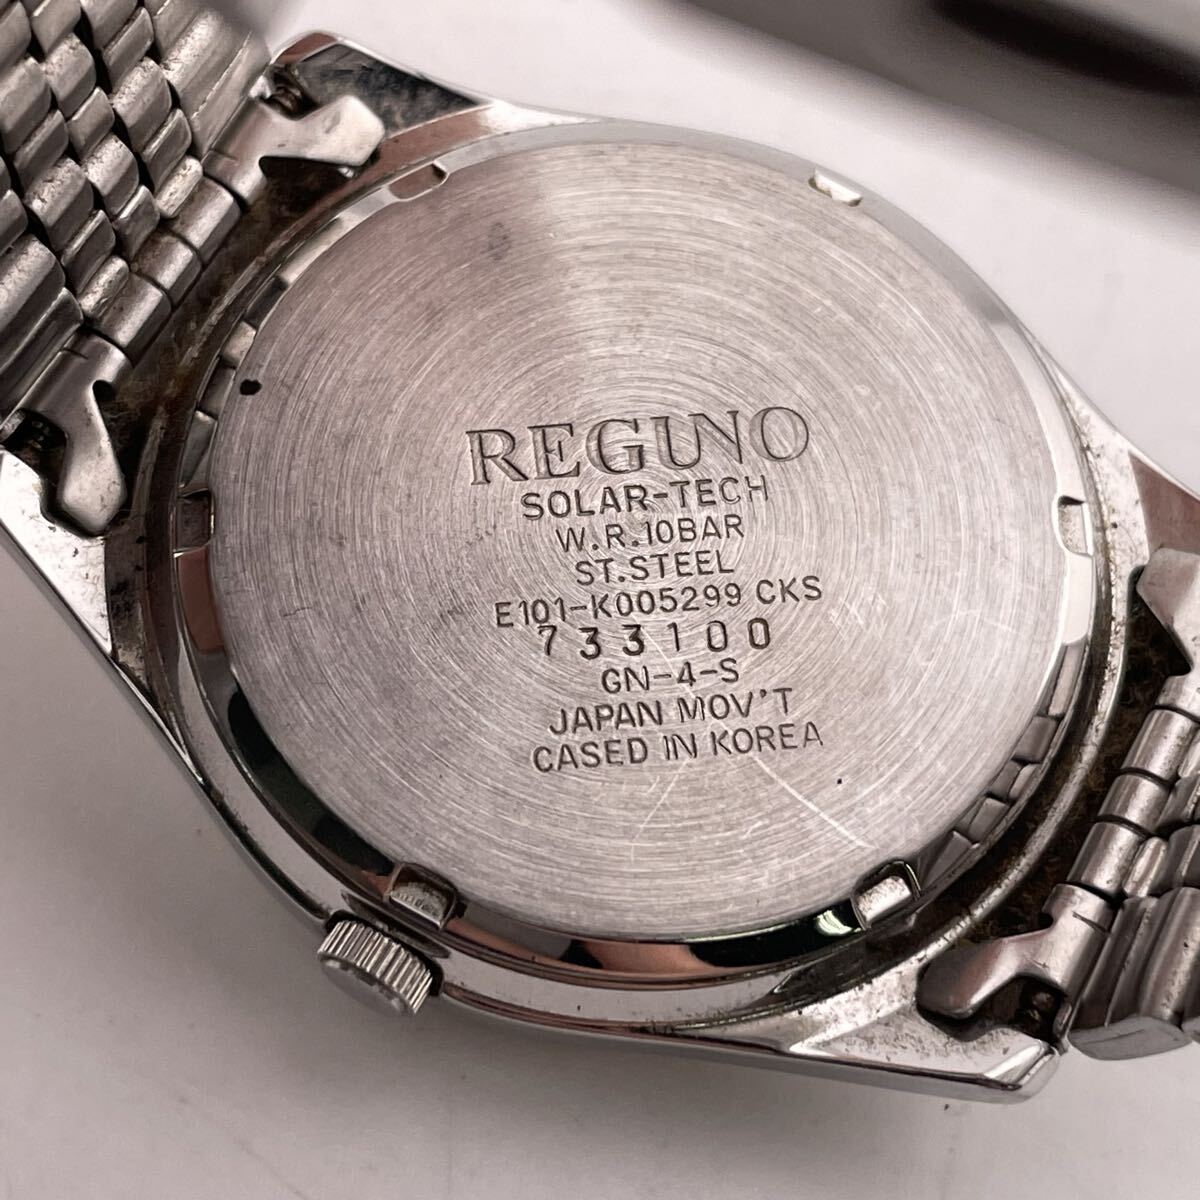 REGUNO
SOLAR-TECH
W.R.10BAR
ST.STEEL
E101-K005299 CKS
733100
GN-4-S
JAPAN MOV'T
CASED IN KOREA